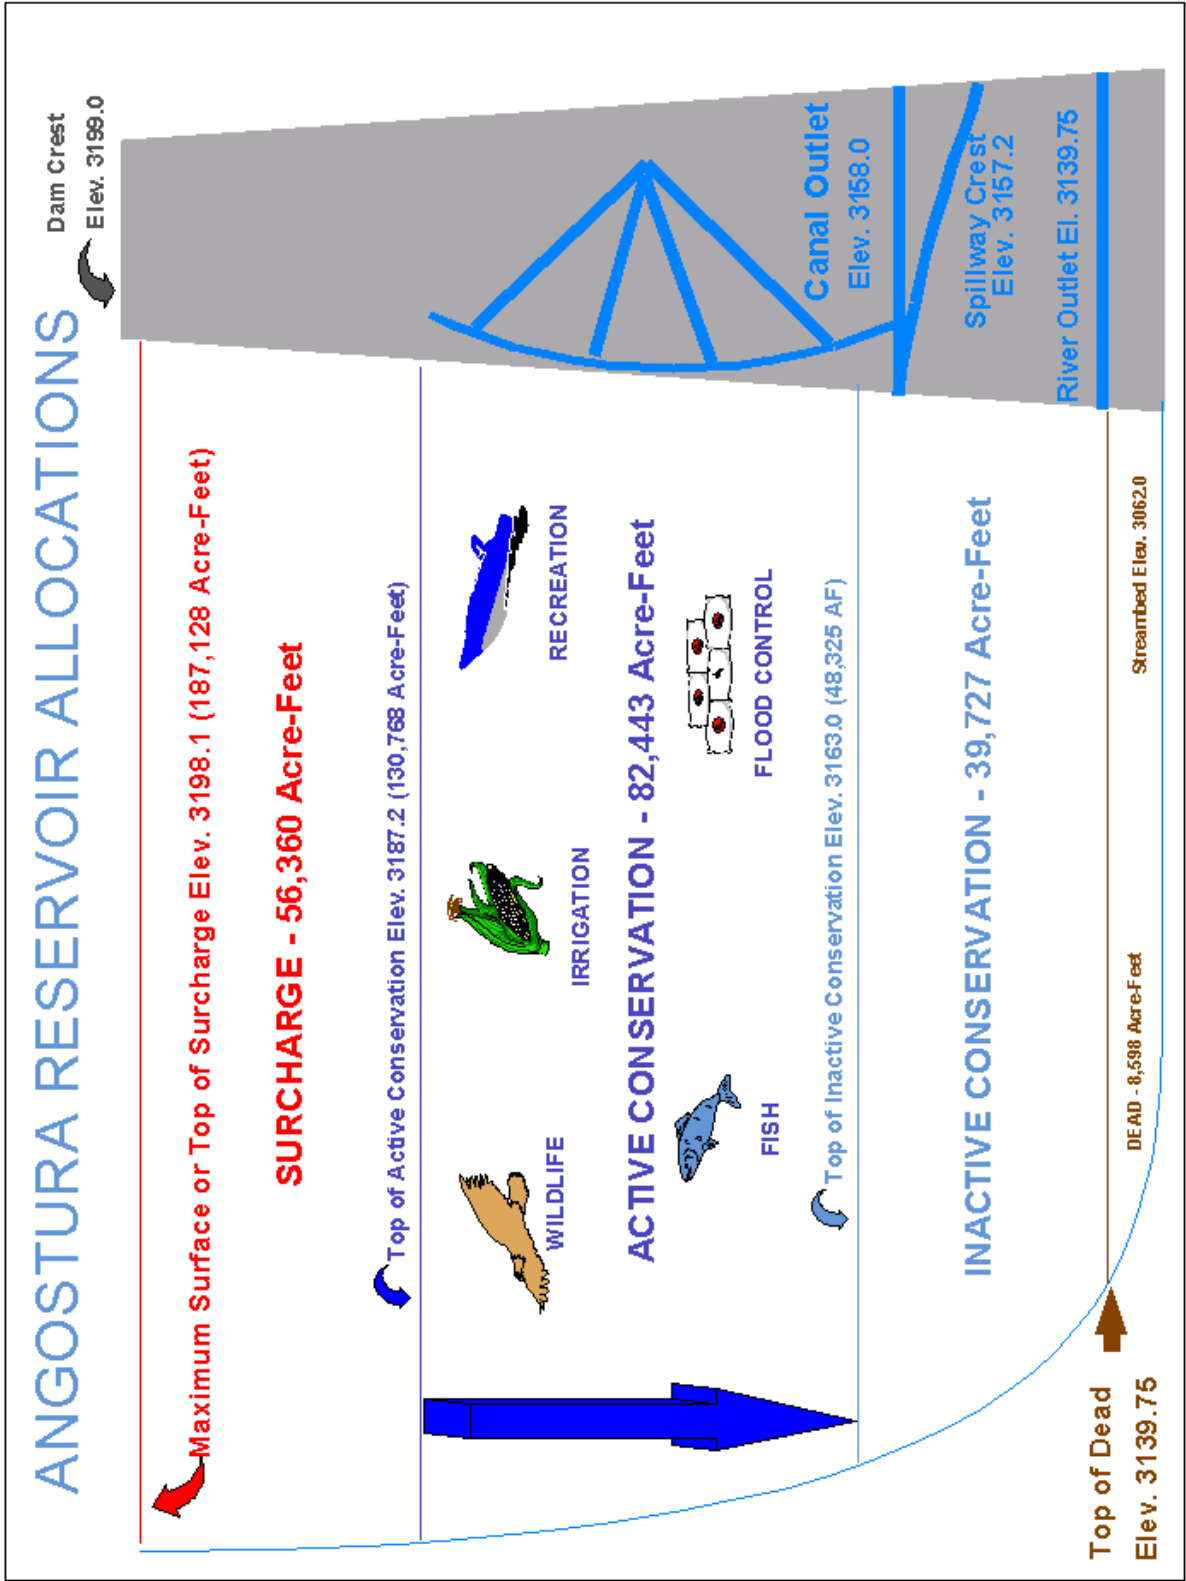 ANGOSTURA RESERVOIR ALLOCATIONS
Dam Crest
Elev. 3199.0
Maximum Surface or Top of Surcharge Elev. 3198.1 (187,128 Acre-Feet)
SURCHARGE - 56,360 Acre-Feet
Top of Active Conservation Elev. 3187.2 (130,768 Acre-Feet)
WILDLIFE
IRRIGATION
RECREATION
ACTIVE CONSERVATION - 82,443 Acre-Feet
FISH
FLOOD CONTROL
Top of Inactive Conservation Elev. 3163.0 (48,325 AF)
Canal Outlet
Elev. 3158.0
INACTIVE CONSERVATION - 39,727 Acre-Feet
Spillway Crest
Elev. 3157.2
River Outlet El. 3139.75
Top of Dead
Elev. 3139.75
DEAD - 8,598 Acre-Feet
Streambed Elev. 3062.0